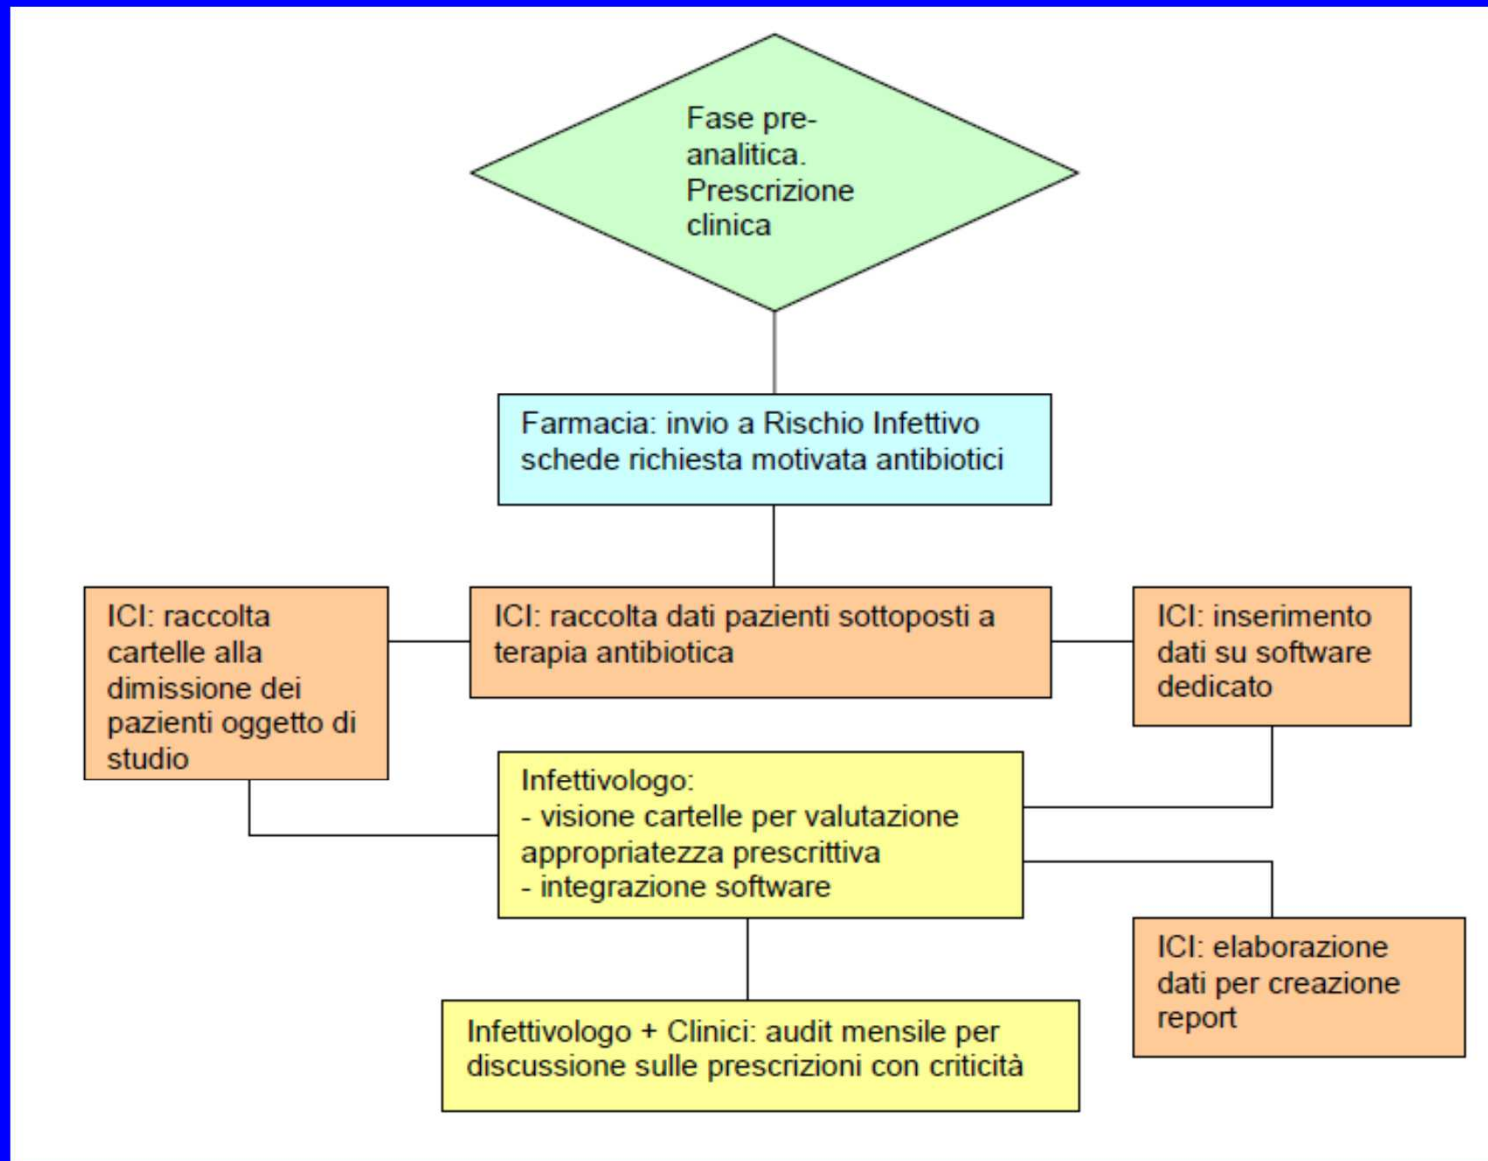 Fase pre-
analitica.
Prescrizione
clinica
Farmacia: invio a Rischio Infettivo
schede richiesta motivata antibiotici
ICI: raccolta
cartelle alla
dimissione dei
pazienti oggetto di
studio
ICI: raccolta dati pazienti sottoposti a
terapia antibiotica
ICI: inserimento
dati su software
dedicato
Infettivologo:
- visione cartelle per valutazione
appropriatezza prescrittiva
- integrazione software
ICI: elaborazione
dati per creazione
report
Infettivologo + Clinici: audit mensile per
discussione sulle prescrizioni con criticità